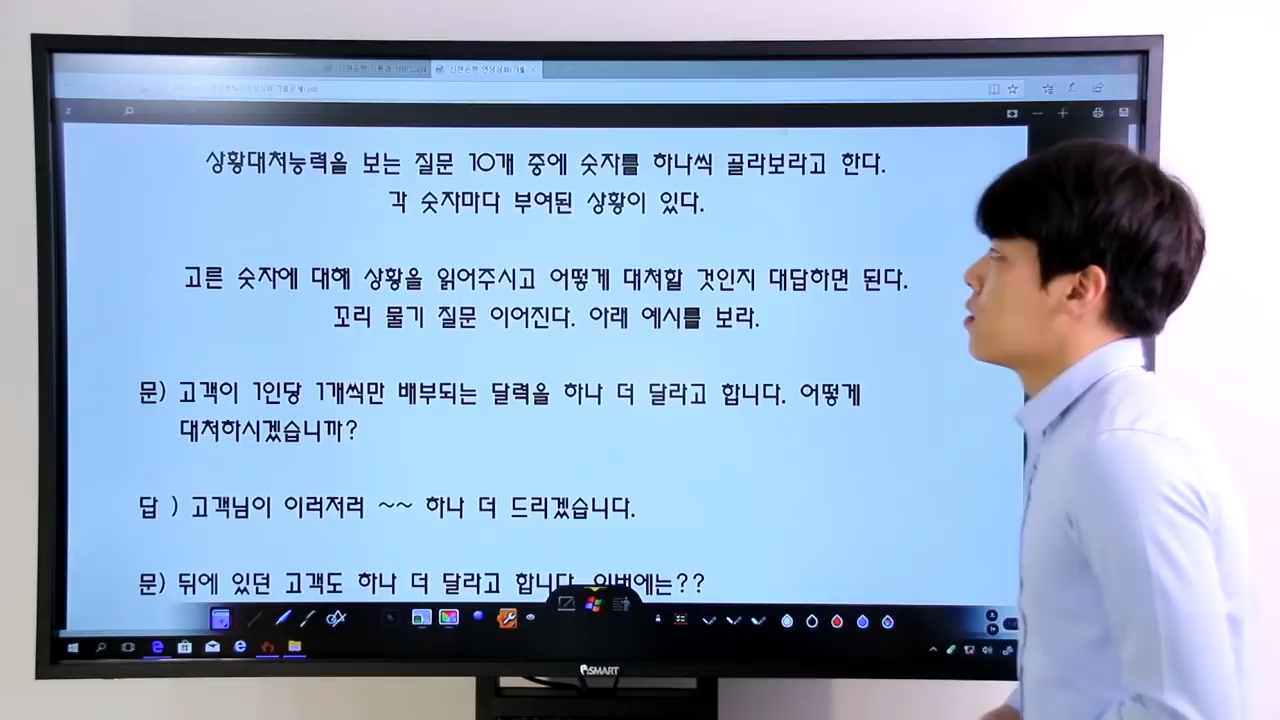 상황대처능력을 보는 질문 10개 중에 숫자를 하나씩 골라보라고 한다.
각 숫자마다 부여된 상황이 있다.
고른 숫자에 대해 상황을 읽어주시고 어떻게 대처할 것인지 대답하면 된다.
꼬리 물기 질문 이어진다. 아래 예시를 보라.
문) 고객이 1인당 1개씩만 배부되는 달력을 하나 더 달라고 합니다. 어떻게
대처하시겠습니까?
답 ) 고객님이 이러저러 ~~ 하나 더 드리겠습니다.
문) 뒤에 있던 고객도 하나 더 달라고 합니다. 이번에는??
SMART